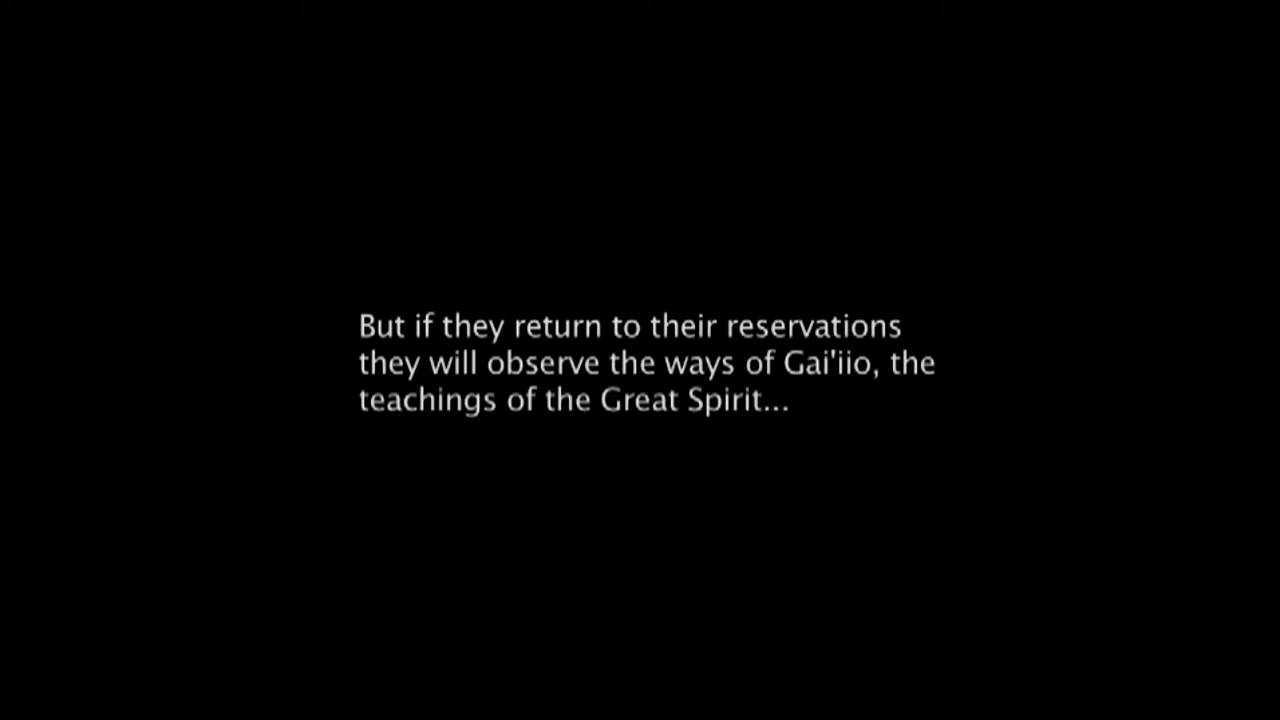 But if they return to their reservations
they will observe the ways of Gai'iio, the
teachings of the Great Spirit...